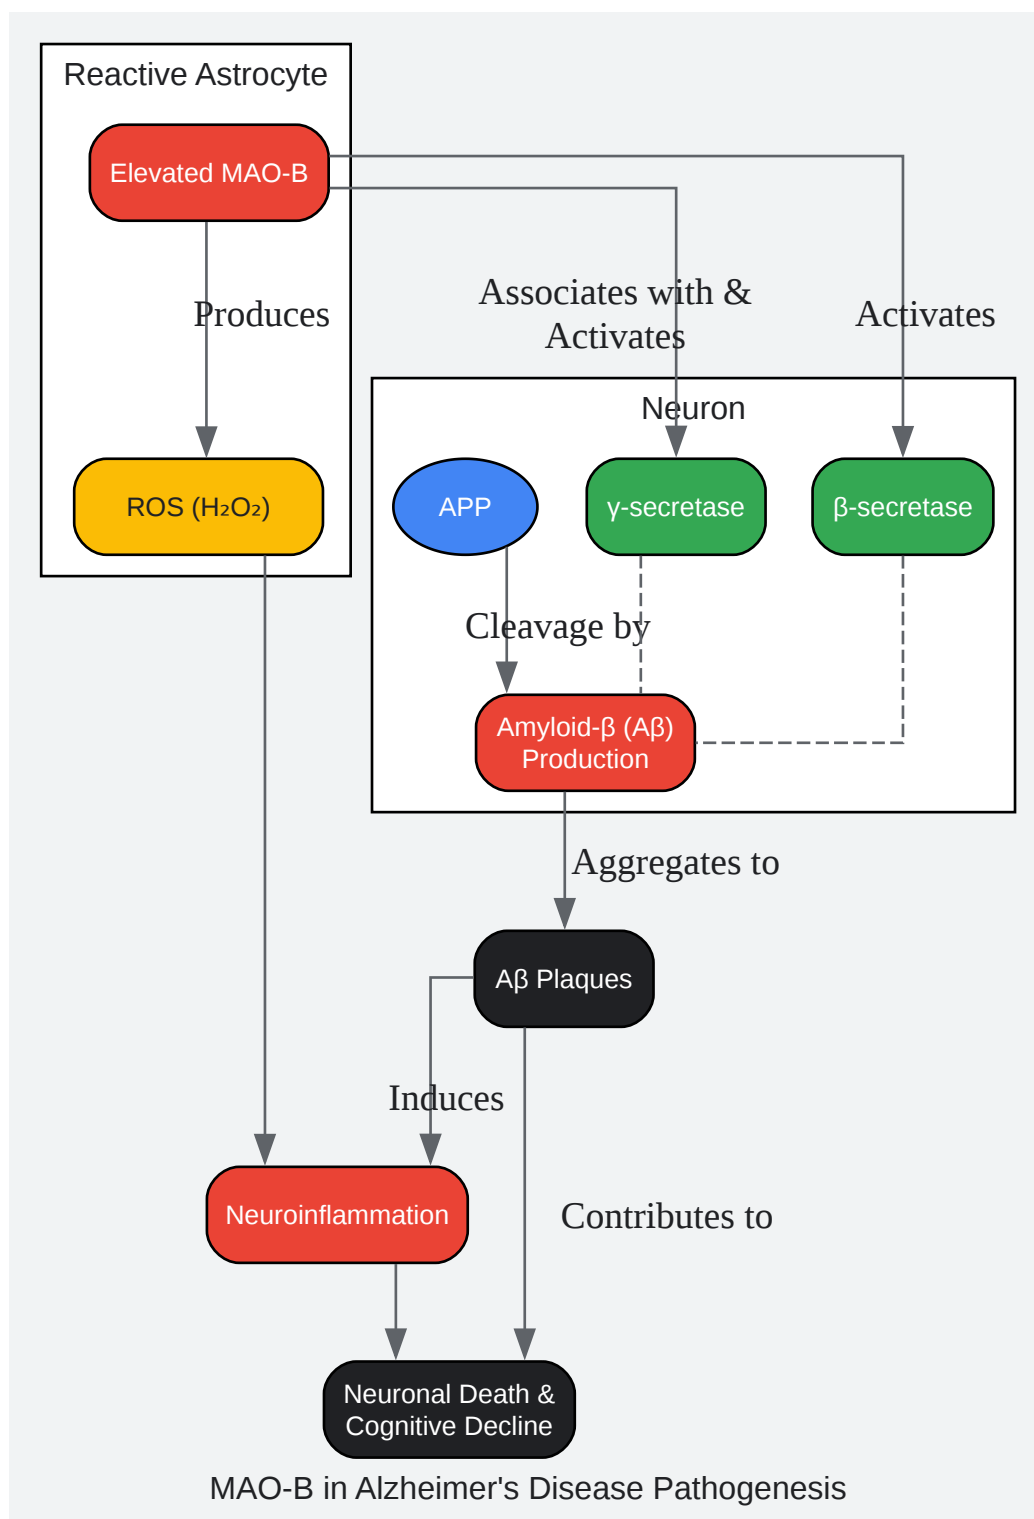 Reactive Astrocyte
Elevated MAO-B
Produces
Associates with &
Activates
Activates
Neuron
ROS (H₂O₂)
APP
γ-secretase
β-secretase
Cleavage by
Amyloid-β (Aβ)
Production
Aggregates to
Aβ Plaques
Induces
Neuroinflammation
Contributes to
Neuronal Death &
Cognitive Decline
MAO-B in Alzheimer's Disease Pathogenesis